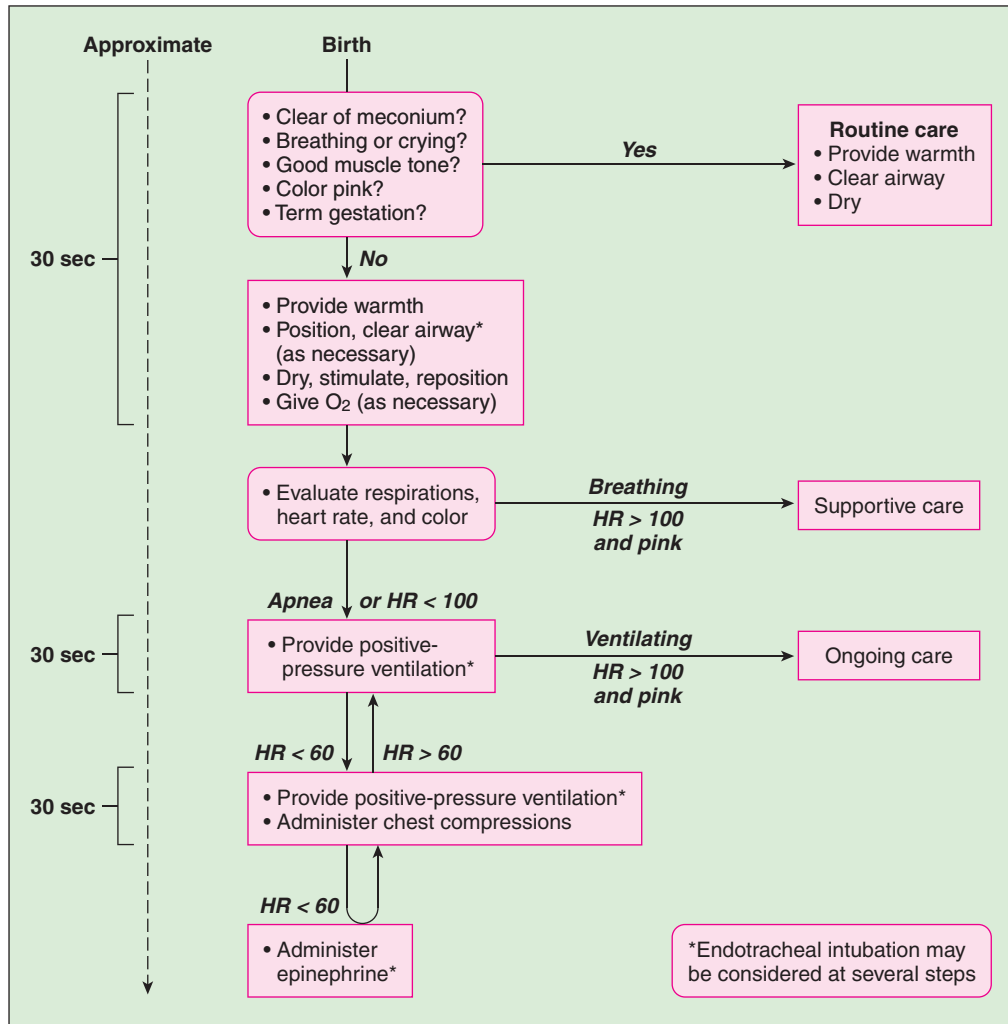 Approximate
Birth
• Clear of meconium?
• Breathing or crying?
• Good muscle tone?
• Color pink?
• Term gestation?
Yes
Routine care
• Provide warmth
• Clear airway
• Dry
30 sec
No
• Provide warmth
• Position, clear airway*
(as necessary)
• Dry, stimulate, reposition
• Give O₂ (as necessary)
• Evaluate respirations,
heart rate, and color
Breathing
HR > 100
and pink
Supportive care
Apnea or HR < 100
30 sec
• Provide positive-
pressure ventilation*
Ventilating
HR > 100
and pink
Ongoing care
HR < 60
HR > 60
30 sec
• Provide positive-pressure ventilation*
• Administer chest compressions
HR < 60
• Administer
epinephrine*
*Endotracheal intubation may
be considered at several steps